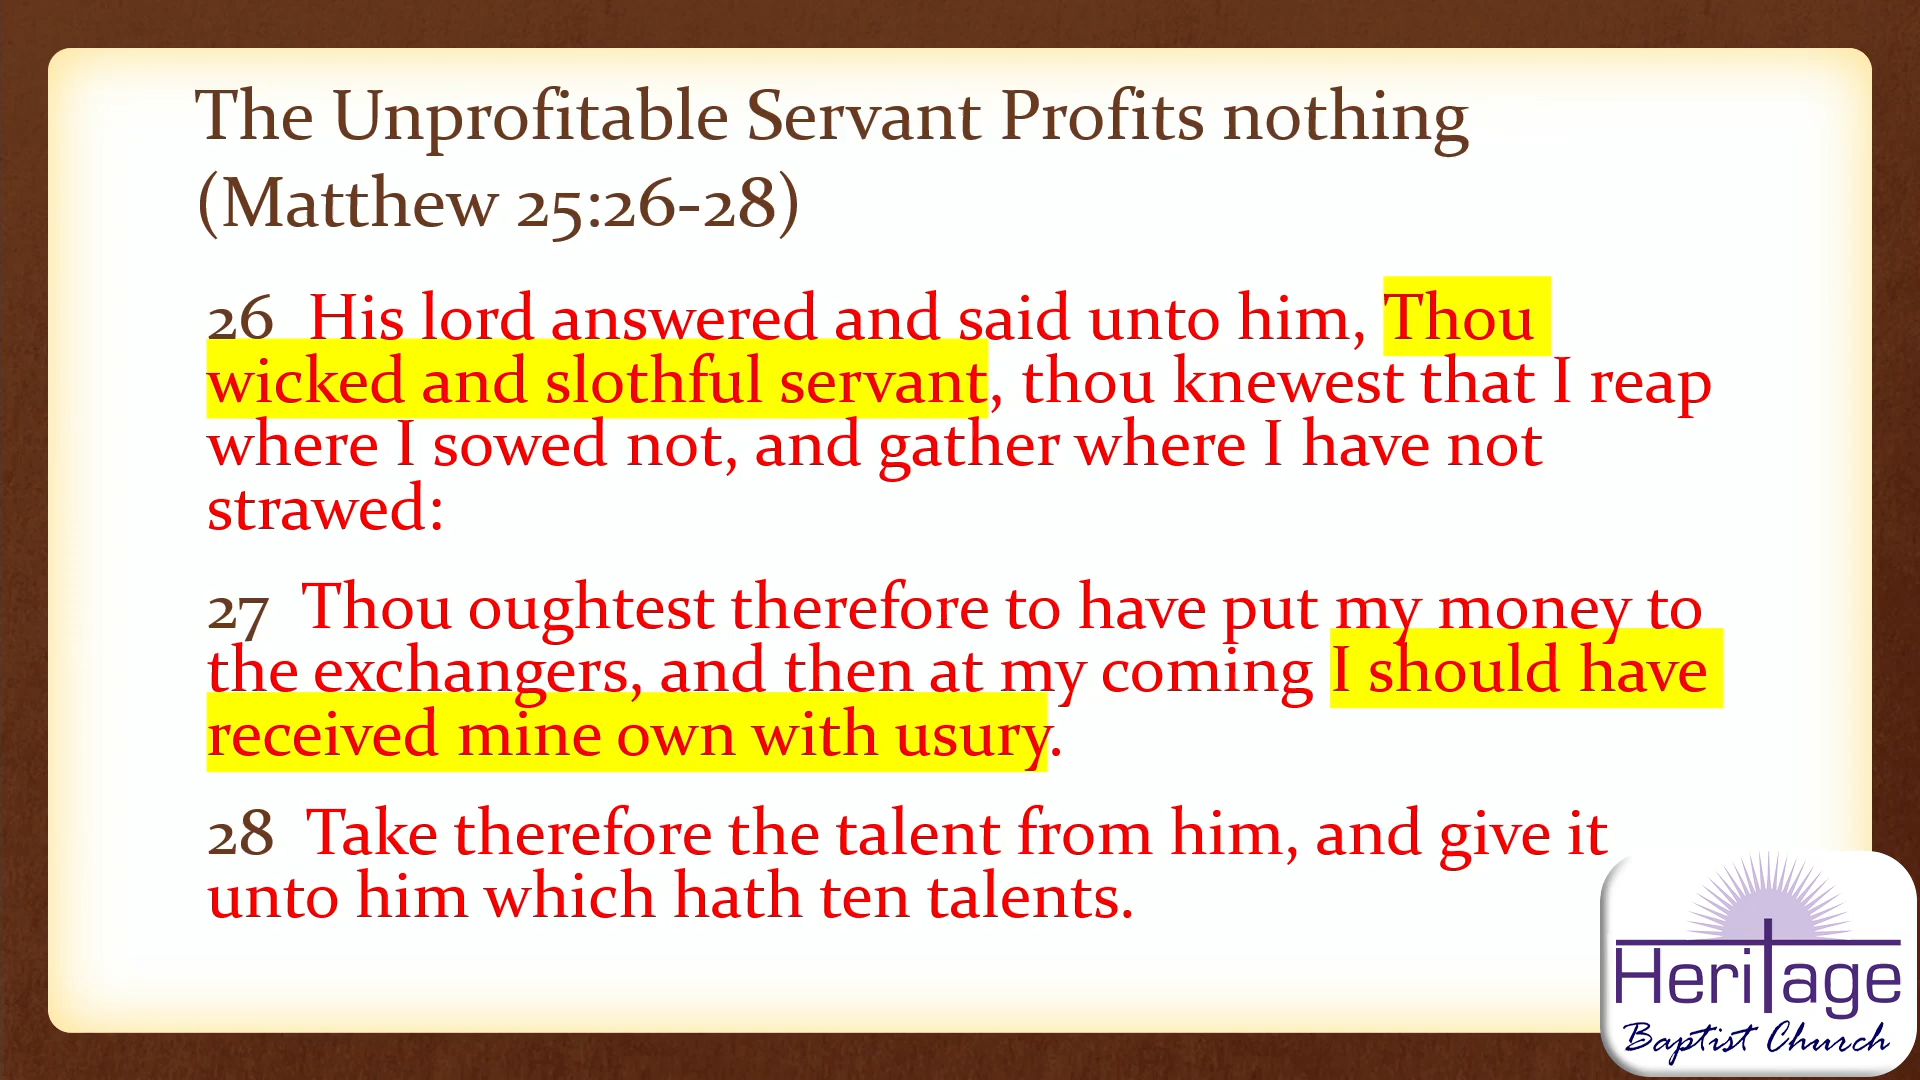 The Unprofitable Servant Profits nothing
(Matthew 25:26-28)
26 His lord answered and said unto him, Thou
wicked and slothful servant, thou knewest that I reap
where I sowed not, and gather where I have not
strawed:
27 Thou oughtest therefore to have put my money to
the exchangers, and then at my coming I should have
received mine own with usury.
28 Take therefore the talent from him, and give it
unto him which hath ten talents.
Heritage
Baptist Church